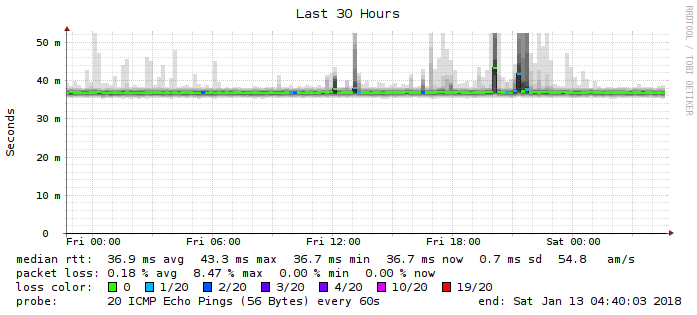 Last 30 Hours
RRDTOOL / TOBI OETIKER
Seconds
50 m
40 m
30 m
20 m
10 m
0
Fri 00:00 Fri 06:00 Fri 12:00 Fri 18:00 Sat 00:00
median rtt: 36.9 ms avg 43.3 ms max 36.7 ms min 36.7 ms now 0.7 ms sd 54.8 am/s
packet loss: 0.18 % avg 8.47 % max 0.00 % min 0.00 % now
loss color: 0 1/20 2/20 3/20 4/20 10/20 19/20
probe: 20 ICMP Echo Pings (56 Bytes) every 60s end: Sat Jan 13 04:40:03 2018